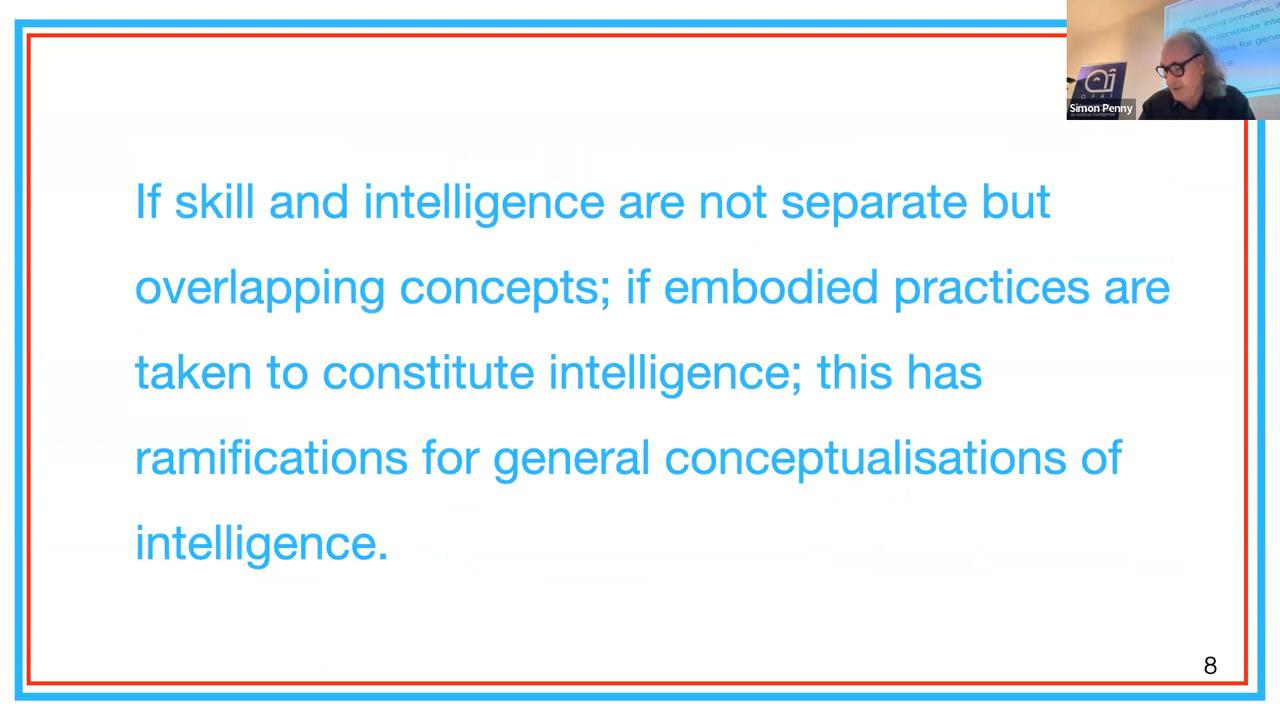 If skill and intelligence are not separate but
overlapping concepts; if embodied practices are
taken to constitute intelligence; this has
ramifications for general conceptualisations of
intelligence.
8
Simon Penny
OFAI